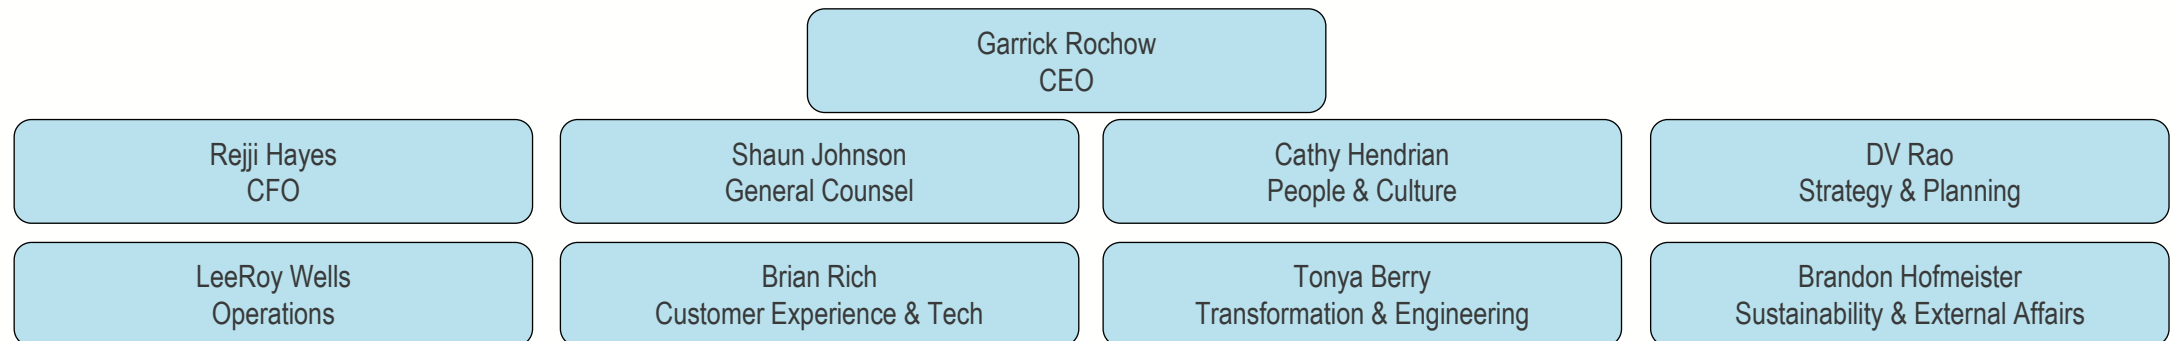 Garrick Rochow
CEO
Rejji Hayes
CFO
Shaun Johnson
General Counsel
Cathy Hendrian
People & Culture
DV Rao
Strategy & Planning
LeeRoy Wells
Operations
Brian Rich
Customer Experience & Tech
Tonya Berry
Transformation & Engineering
Brandon Hofmeister
Sustainability & External Affairs